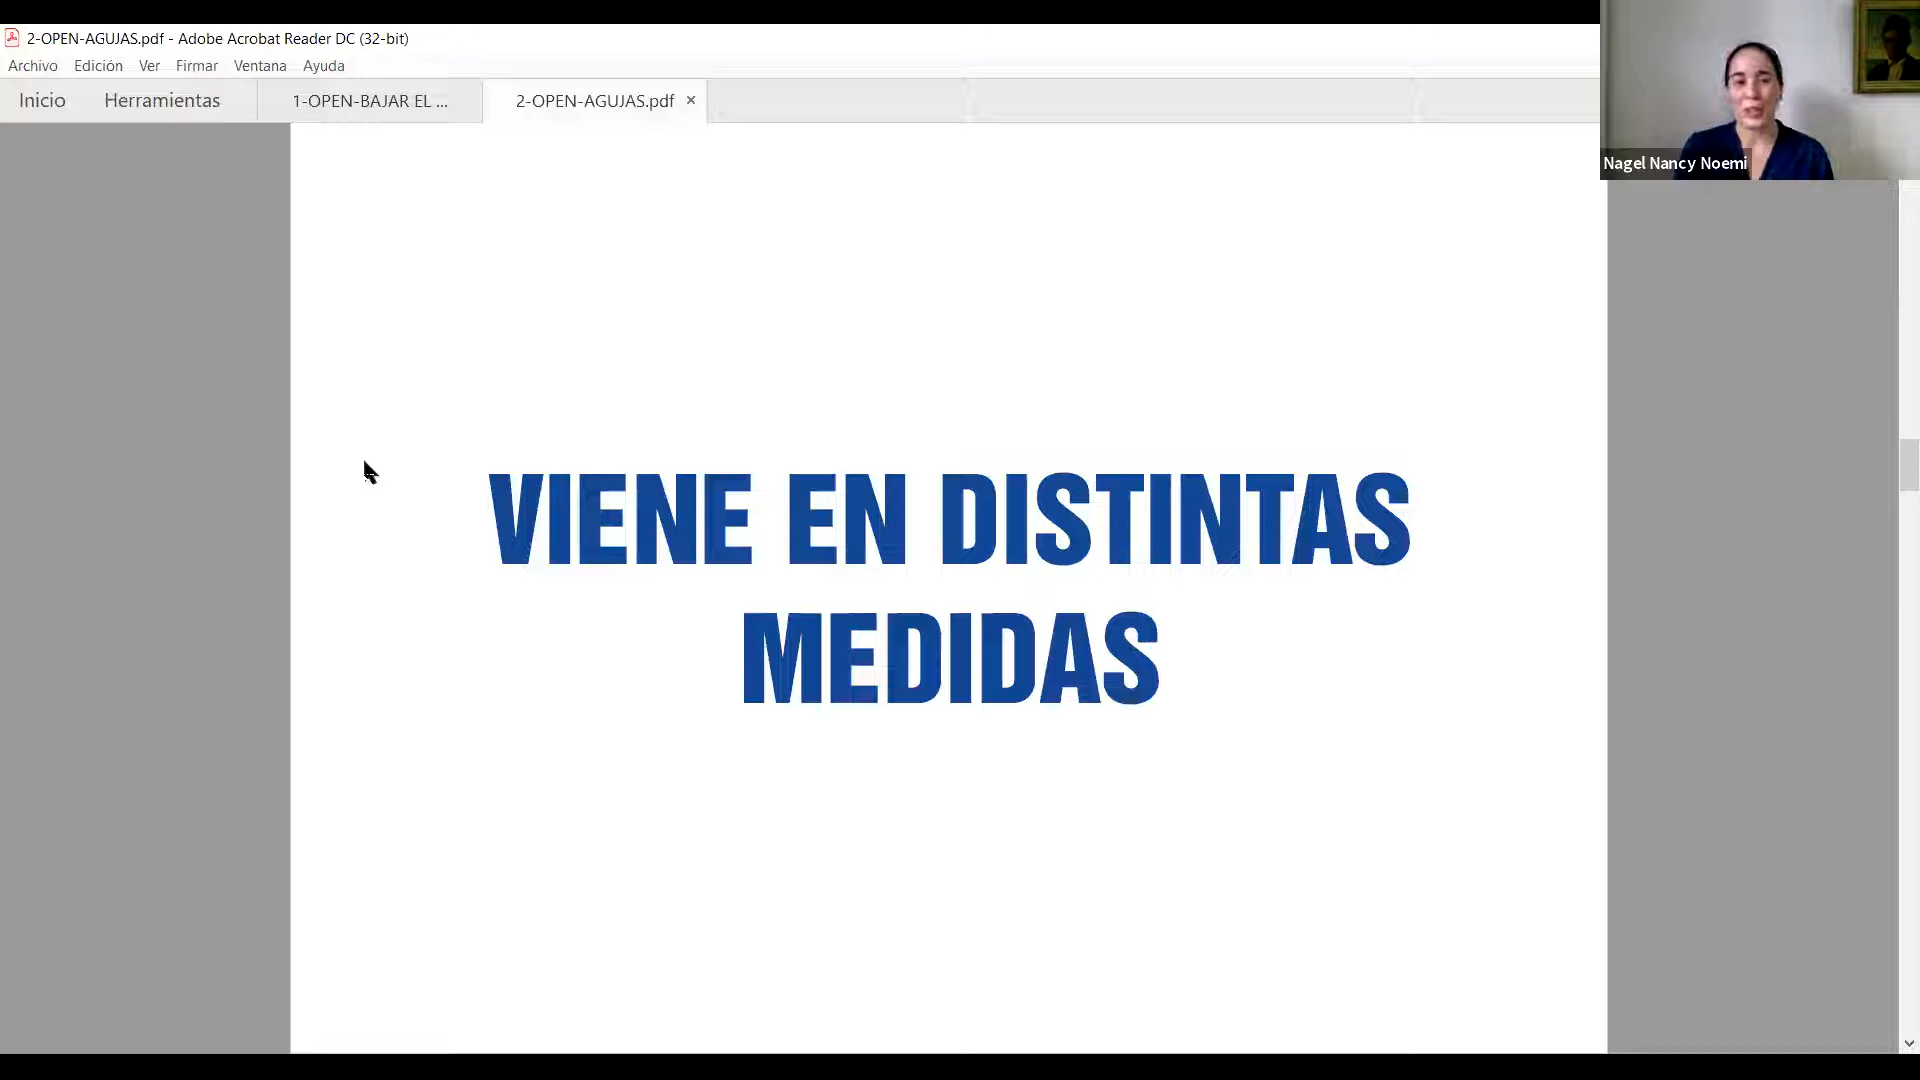 2-OPEN-AGUJAS.pdf - Adobe Acrobat Reader DC (32-bit)
Archivo Edición Ver Firmar Ventana Ayuda
Inicio Herramientas 1-OPEN-BAJAR EL ... 2-OPEN-AGUJAS.pdf ×
Nagel Nancy Noemi
VIENE EN DISTINTAS
MEDIDAS